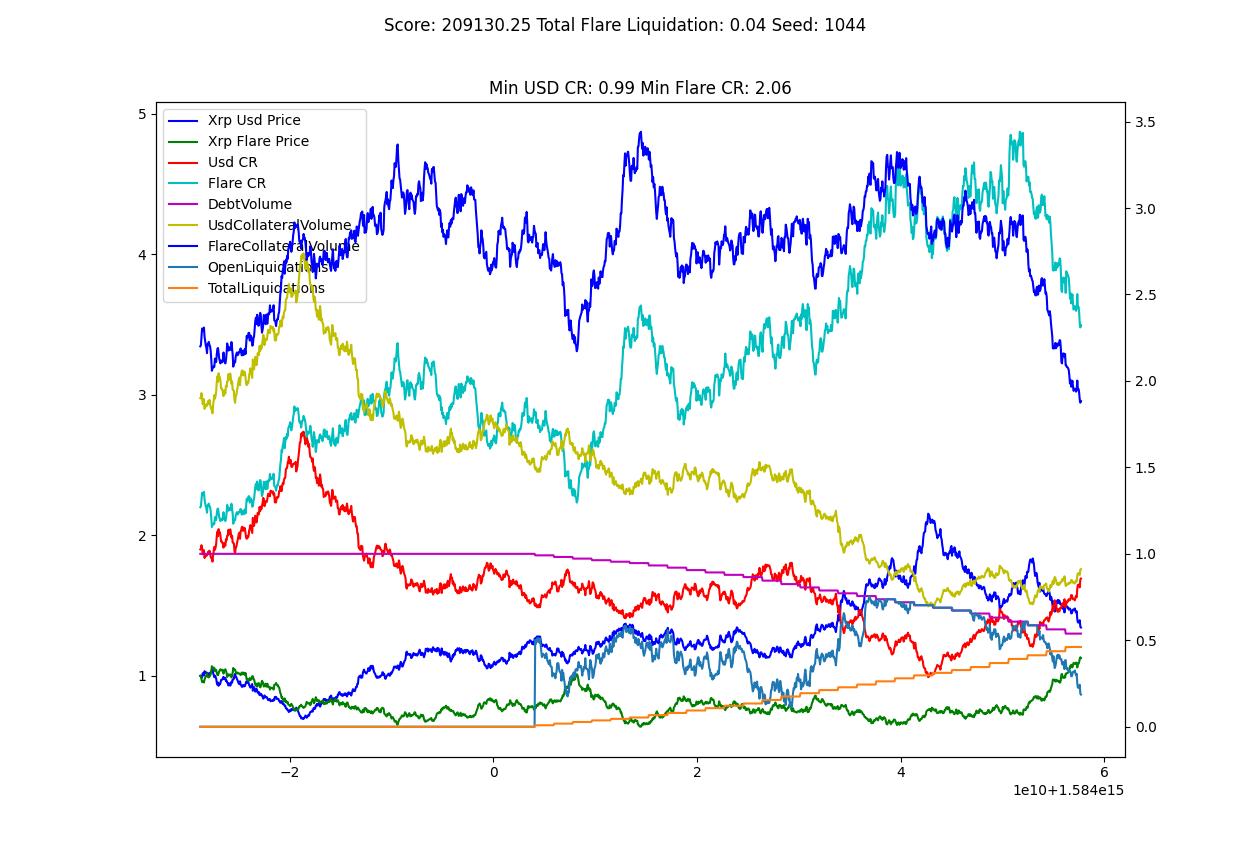 Score: 209130.25 Total Flare Liquidation: 0.04 Seed: 1044
Min USD CR: 0.99 Min Flare CR: 2.06
Xrp Usd Price
Xrp Flare Price
Usd CR
Flare CR
DebtVolume
UsdCollateralVolume
FlareCollateralVolume
OpenLiquidations
TotalLiquidations
5
4
3
2
1
3.5
3.0
2.5
2.0
1.5
1.0
0.5
0.0
−2
0
2
4
6
1e10+1.584e15